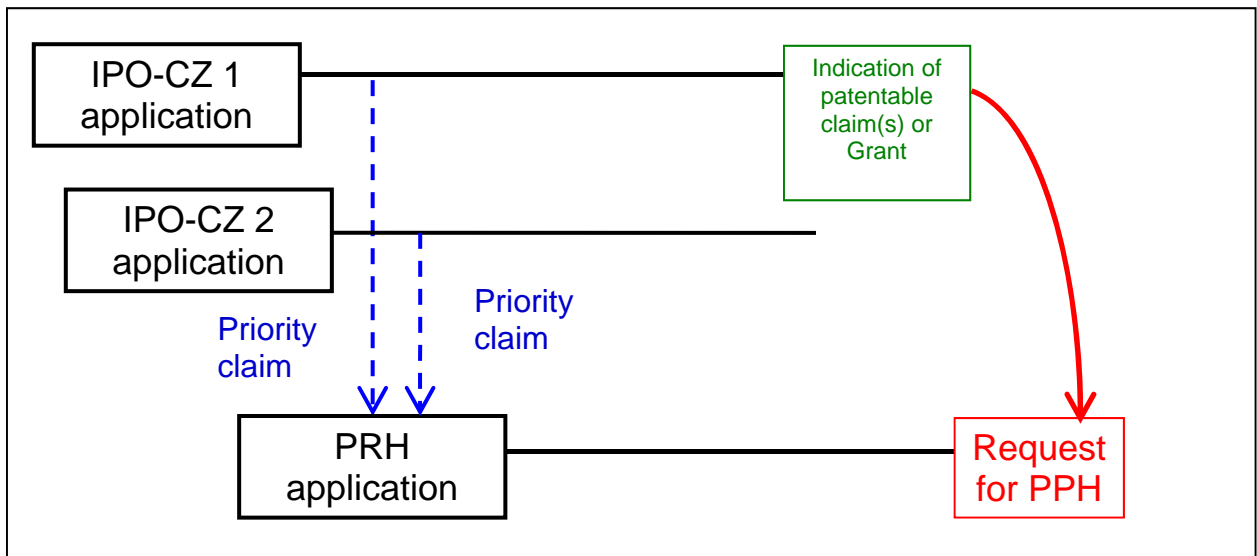 IPO-CZ 1
application
Indication of
patentable
claim(s) or
Grant
IPO-CZ 2
application
Priority
claim
Priority
claim
PRH
application
Request
for PPH